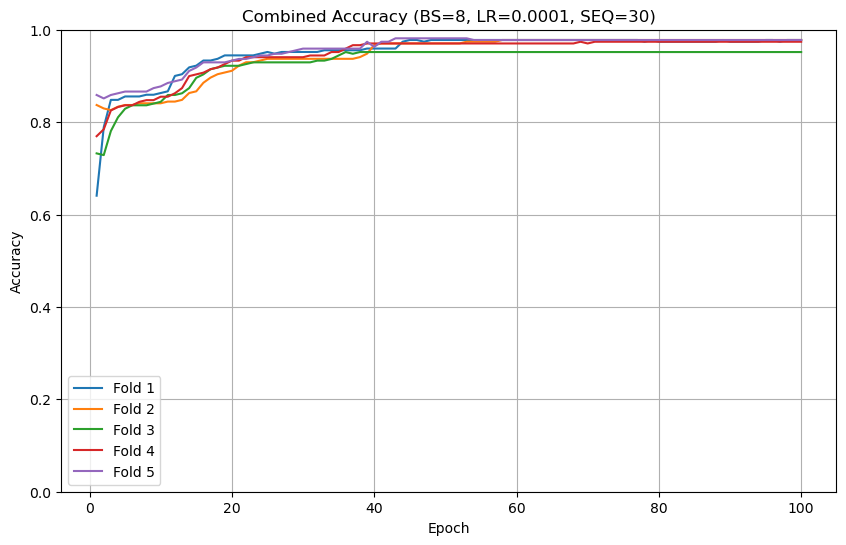 Combined Accuracy (BS=8, LR=0.0001, SEQ=30)
1.0
0.8
0.6
0.4
0.2
0.0
Accuracy
Fold 1
Fold 2
Fold 3
Fold 4
Fold 5
0 20 40 60 80 100
Epoch